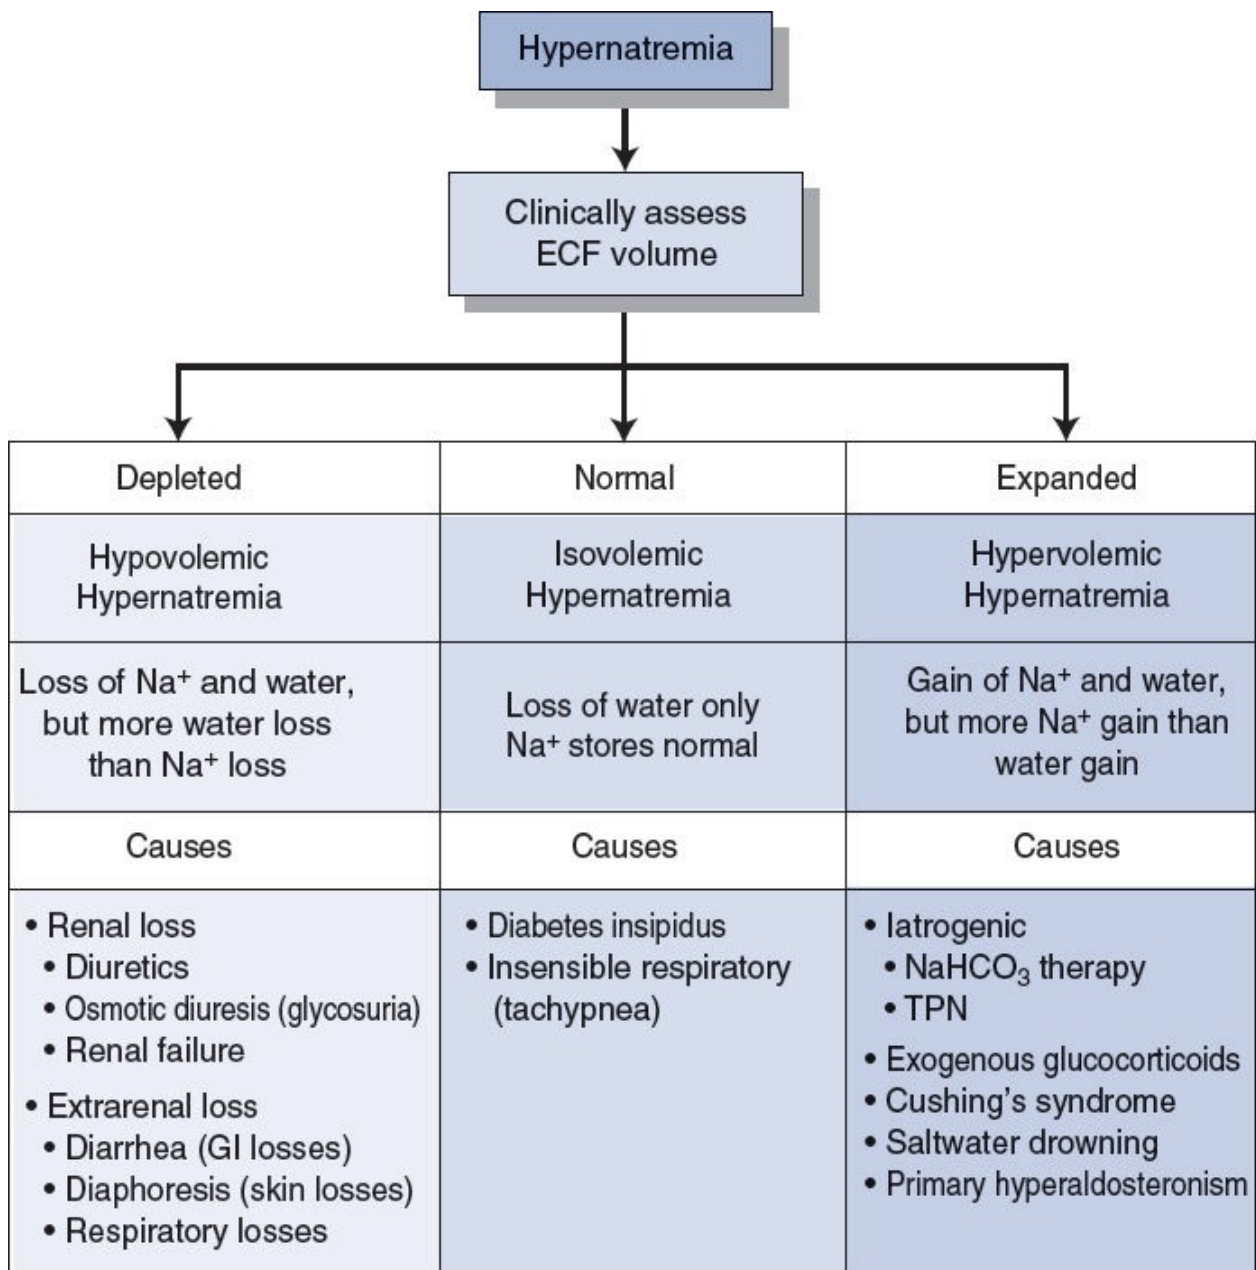 Hypernatremia
Clinically assess
ECF volume
Depleted
Normal
Expanded
Hypovolemic
Hypernatremia
Isovolemic
Hypernatremia
Hypervolemic
Hypernatremia
Loss of Na⁺ and water,
but more water loss
than Na⁺ loss
Loss of water only
Na⁺ stores normal
Gain of Na⁺ and water,
but more Na⁺ gain than
water gain
Causes
Causes
Causes
• Renal loss
• Diuretics
• Osmotic diuresis (glycosuria)
• Renal failure
• Extrarenal loss
• Diarrhea (GI losses)
• Diaphoresis (skin losses)
• Respiratory losses
• Diabetes insipidus
• Insensible respiratory
(tachypnea)
• Iatrogenic
• NaHCO₃ therapy
• TPN
• Exogenous glucocorticoids
• Cushing’s syndrome
• Saltwater drowning
• Primary hyperaldosteronism